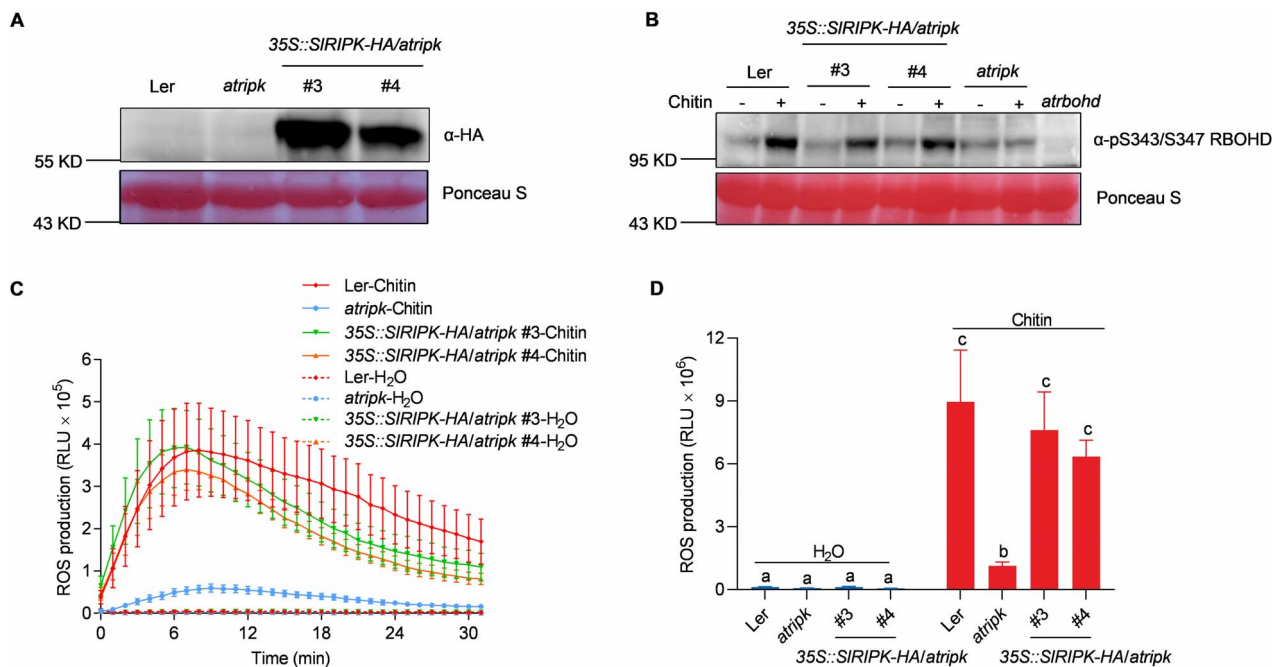 A
35S::SlRIPK-HA/atripk
Ler atripk #3 #4
α-HA
55 KD
Ponceau S
43 KD
B
35S::SlRIPK-HA/atripk
Ler #3 #4 atripk
Chitin - + - + - + - + atrbohd
α-pS343/S347 RBOHD
95 KD
Ponceau S
43 KD
C
Ler-Chitin
atripk-Chitin
35S::SlRIPK-HA/atripk #3-Chitin
35S::SlRIPK-HA/atripk #4-Chitin
Ler-H₂O
atripk-H₂O
35S::SlRIPK-HA/atripk #3-H₂O
35S::SlRIPK-HA/atripk #4-H₂O
ROS production (RLU × 10⁵)
6
5
4
3
2
1
0
0 6 12 18 24 30
Time (min)
D
ROS production (RLU × 10⁶)
12
9
6
3
0
Chitin
c
c
c
b
H₂O
a a a a
Ler atripk #3 #4 Ler atripk #3 #4
35S::SlRIPK-HA/atripk 35S::SlRIPK-HA/atripk